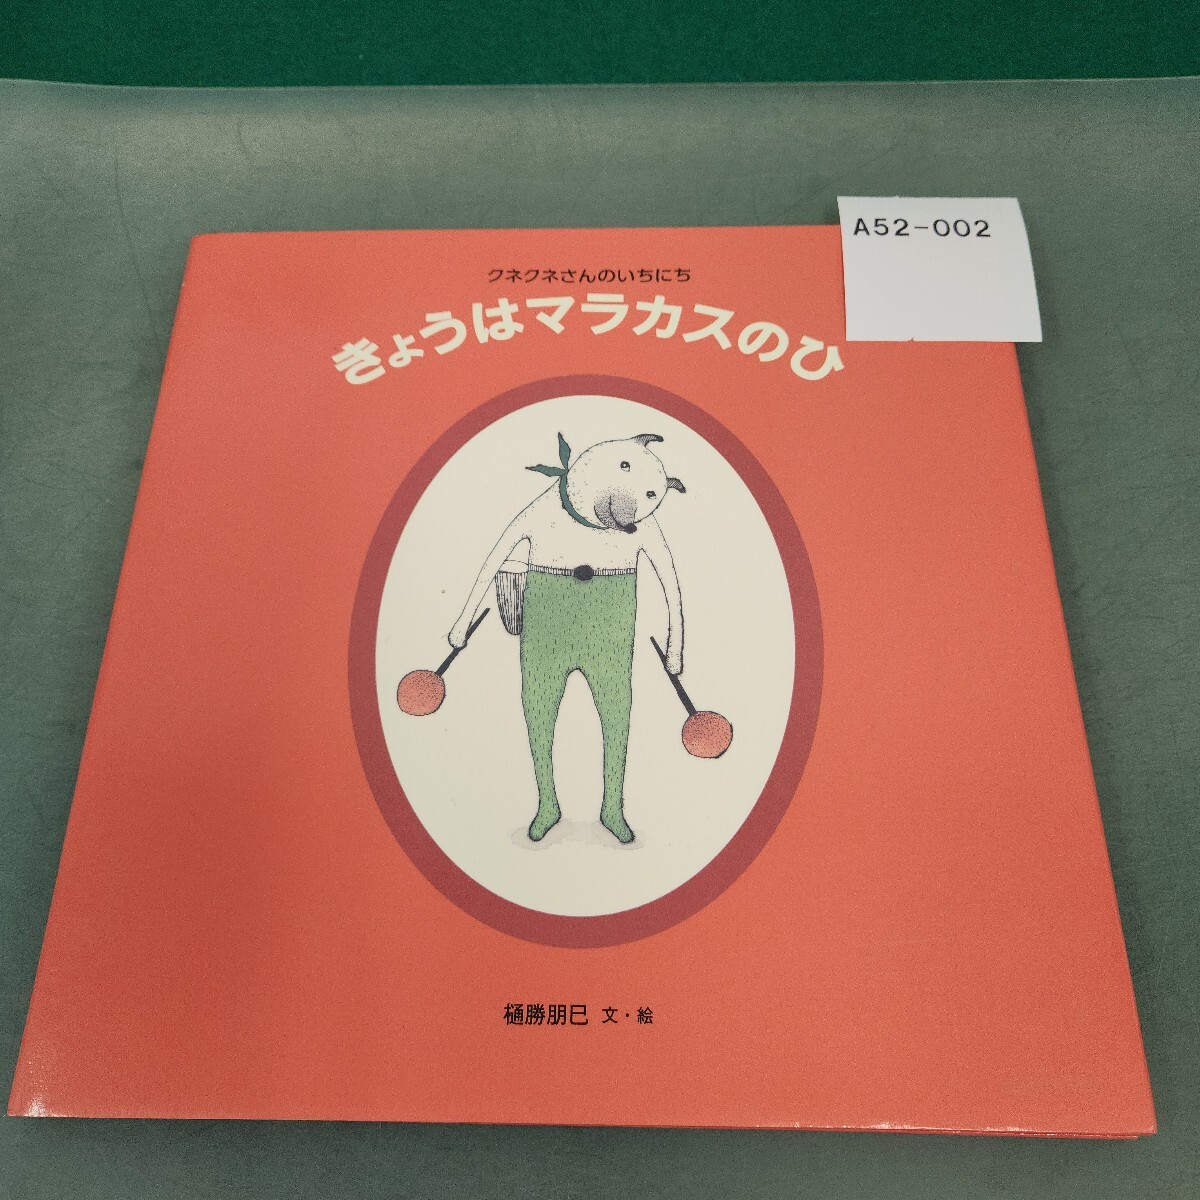 A52-002
クネクネさんのいちにち
きょうはマラカスのひ
樋勝朋巳 文・絵